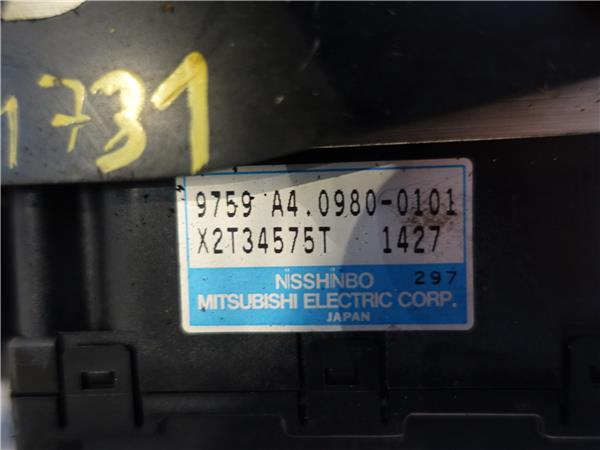 1731
9759 A4.0980-0101
X2T34575T 1427
NiSSHiNBO 297
MITSUBISHI ELECTRIC CORP.
JAPAN